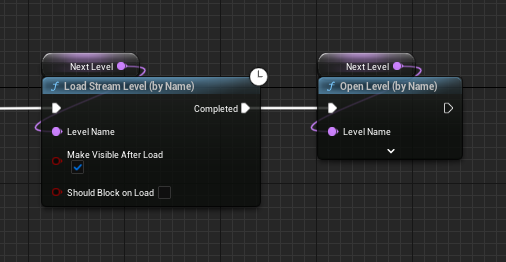 Next Level
Load Stream Level (by Name)
Completed
Level Name
Make Visible After Load
Should Block on Load
Next Level
Open Level (by Name)
Level Name